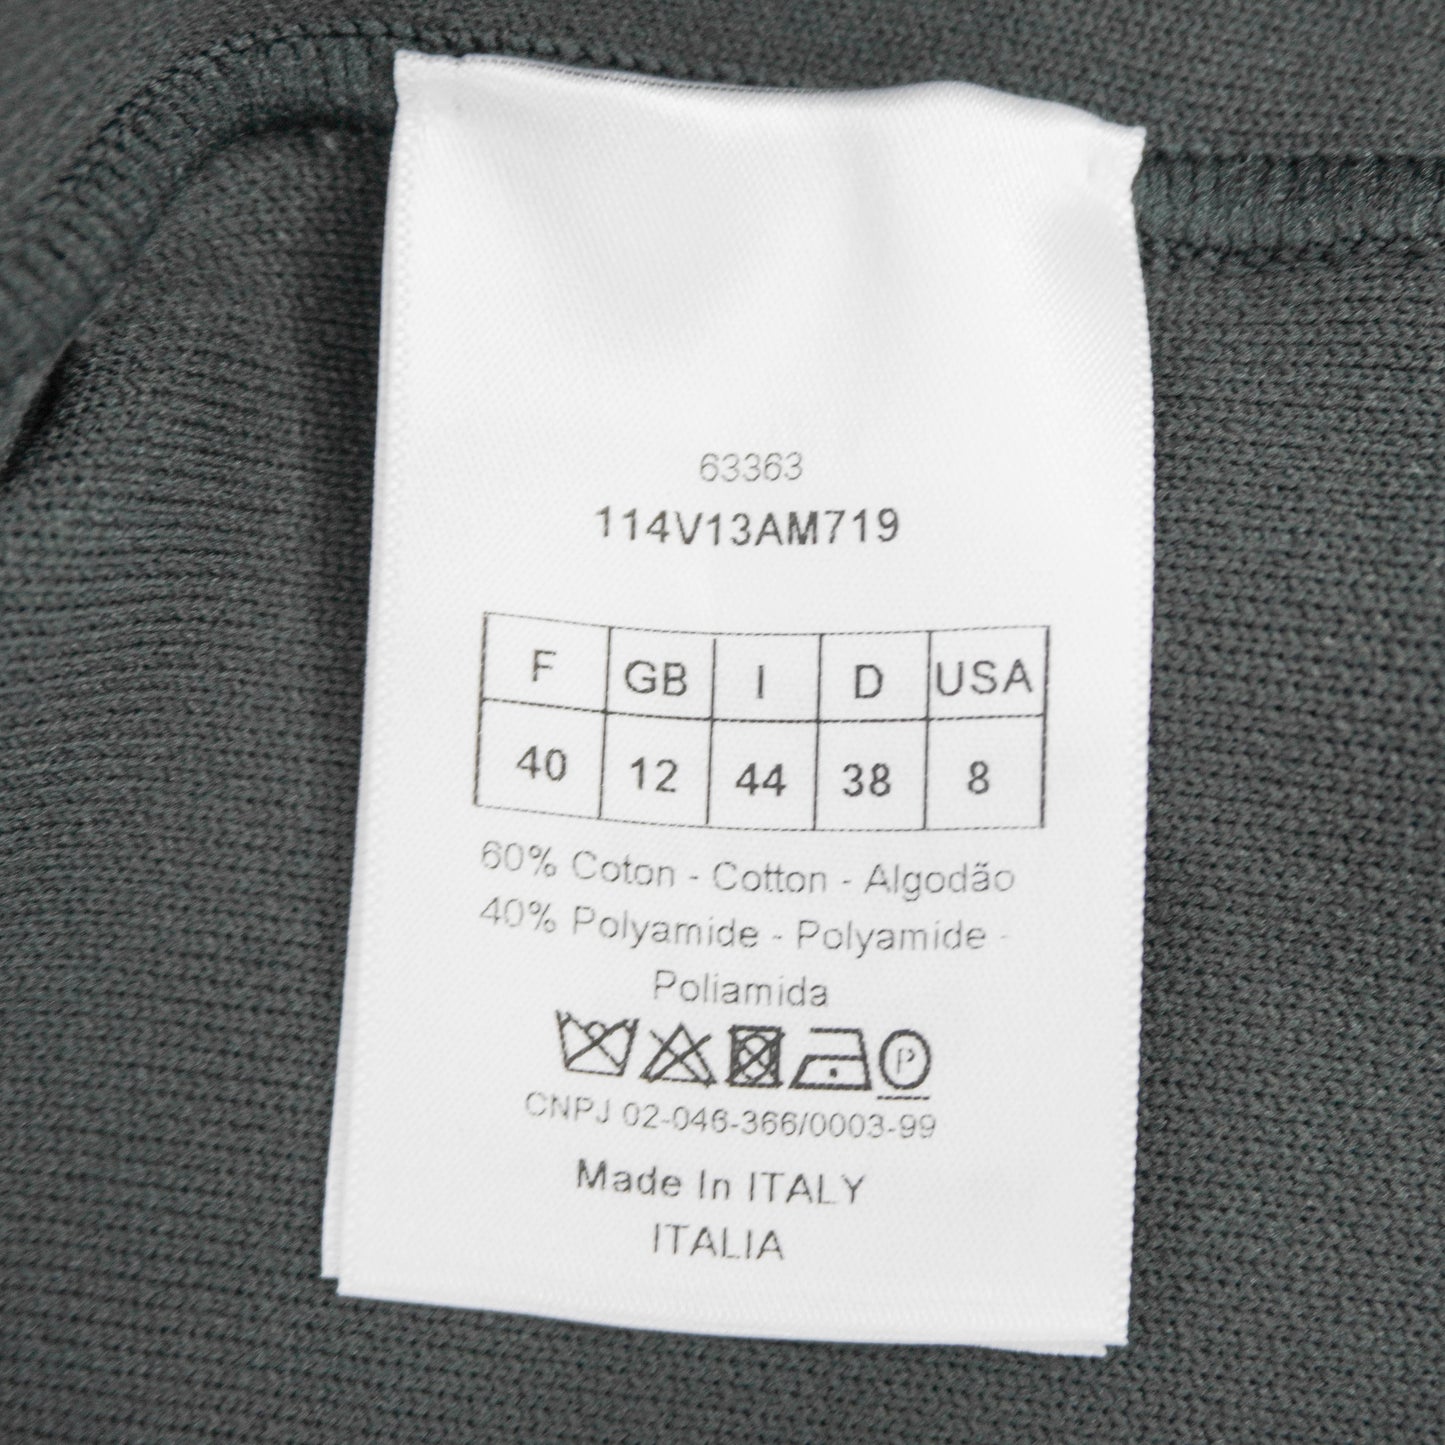 63363
114V13AM719
F GB I D USA
40 12 44 38 8
60% Coton - Cotton - Algodão
40% Polyamide - Polyamide -
Poliamida
P
CNPJ 02-046-366/0003-99
Made In ITALY
ITALIA